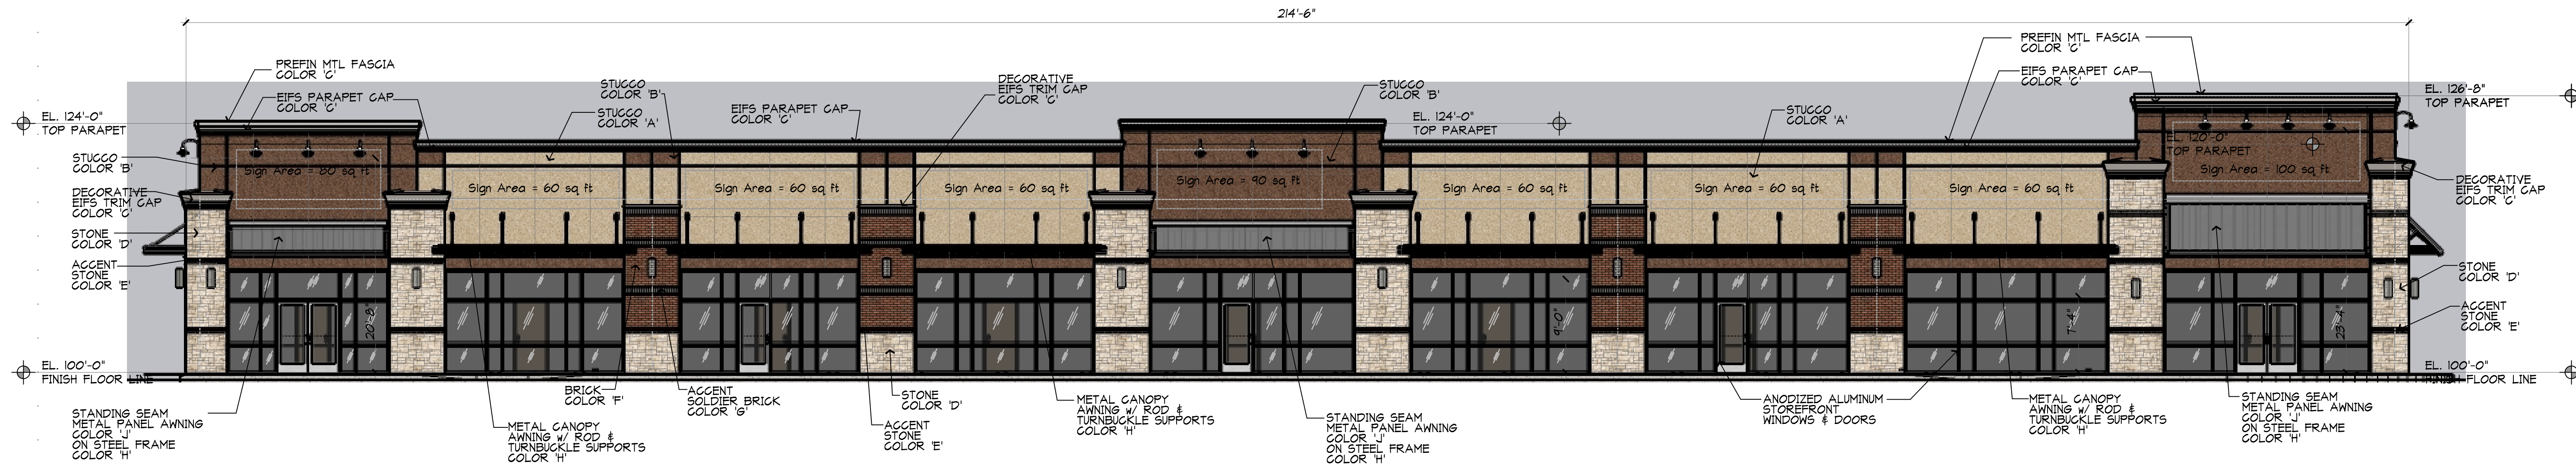 214'-6"
PREFIN MTL FASCIA
COLOR 'C'
EIFS PARAPET CAP
COLOR 'C'
EL. 124'-0"
TOP PARAPET
STUCCO
COLOR 'B'
DECORATIVE
EIFS TRIM CAP
COLOR 'C'
STONE
COLOR 'D'
ACCENT
STONE
COLOR 'E'
EL. 100'-0"
FINISH FLOOR LINE
STUCCO
COLOR 'B'
STUCCO
COLOR 'A'
EIFS PARAPET CAP
COLOR 'C'
DECORATIVE
EIFS TRIM CAP
COLOR 'C'
STUCCO
COLOR 'B'
EL. 124'-0"
TOP PARAPET
STUCCO
COLOR 'A'
PREFIN MTL FASCIA
COLOR 'C'
EIFS PARAPET CAP
COLOR 'C'
EL. 126'-8"
TOP PARAPET
EL. 120'-0"
TOP PARAPET
Sign Area = 60 sq ft
Sign Area = 60 sq ft
Sign Area = 60 sq ft
Sign Area = 60 sq ft
Sign Area = 90 sq ft
Sign Area = 60 sq ft
Sign Area = 60 sq ft
Sign Area = 60 sq ft
Sign Area = 100 sq ft
DECORATIVE
EIFS TRIM CAP
COLOR 'C'
STONE
COLOR 'D'
ACCENT
STONE
COLOR 'E'
EL. 100'-0"
FINISH FLOOR LINE
20'-8"
9'-0"
7'-4"
23'-4"
STANDING SEAM
METAL PANEL AWNING
COLOR 'J'
ON STEEL FRAME
COLOR 'H'
METAL CANOPY
AWNING w/ ROD &
TURNBUCKLE SUPPORTS
COLOR 'H'
BRICK
COLOR 'F'
ACCENT
SOLDIER BRICK
COLOR 'G'
STONE
COLOR 'D'
ACCENT
STONE
COLOR 'E'
METAL CANOPY
AWNING w/ ROD &
TURNBUCKLE SUPPORTS
COLOR 'H'
STANDING SEAM
METAL PANEL AWNING
COLOR 'J'
ON STEEL FRAME
COLOR 'H'
ANODIZED ALUMINUM
STOREFRONT
WINDOWS & DOORS
METAL CANOPY
AWNING w/ ROD &
TURNBUCKLE SUPPORTS
COLOR 'H'
STANDING SEAM
METAL PANEL AWNING
COLOR 'J'
ON STEEL FRAME
COLOR 'H'